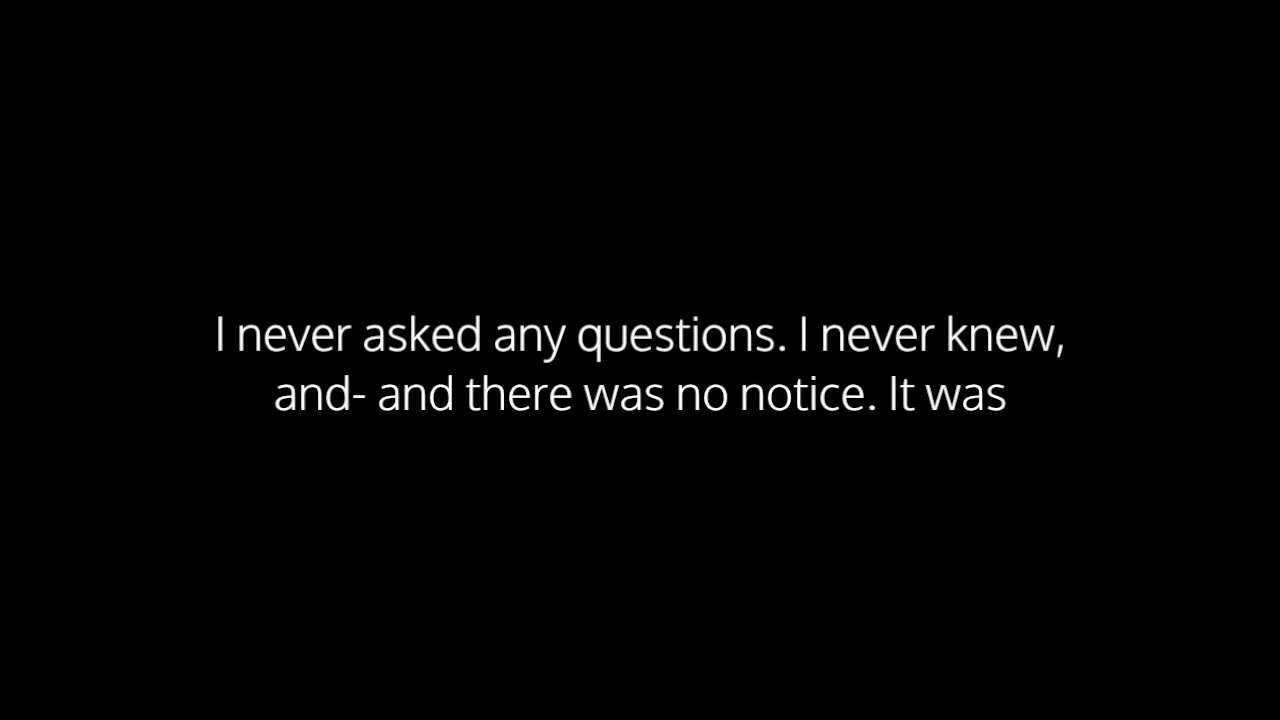 I never asked any questions. I never knew,
and- and there was no notice. It was